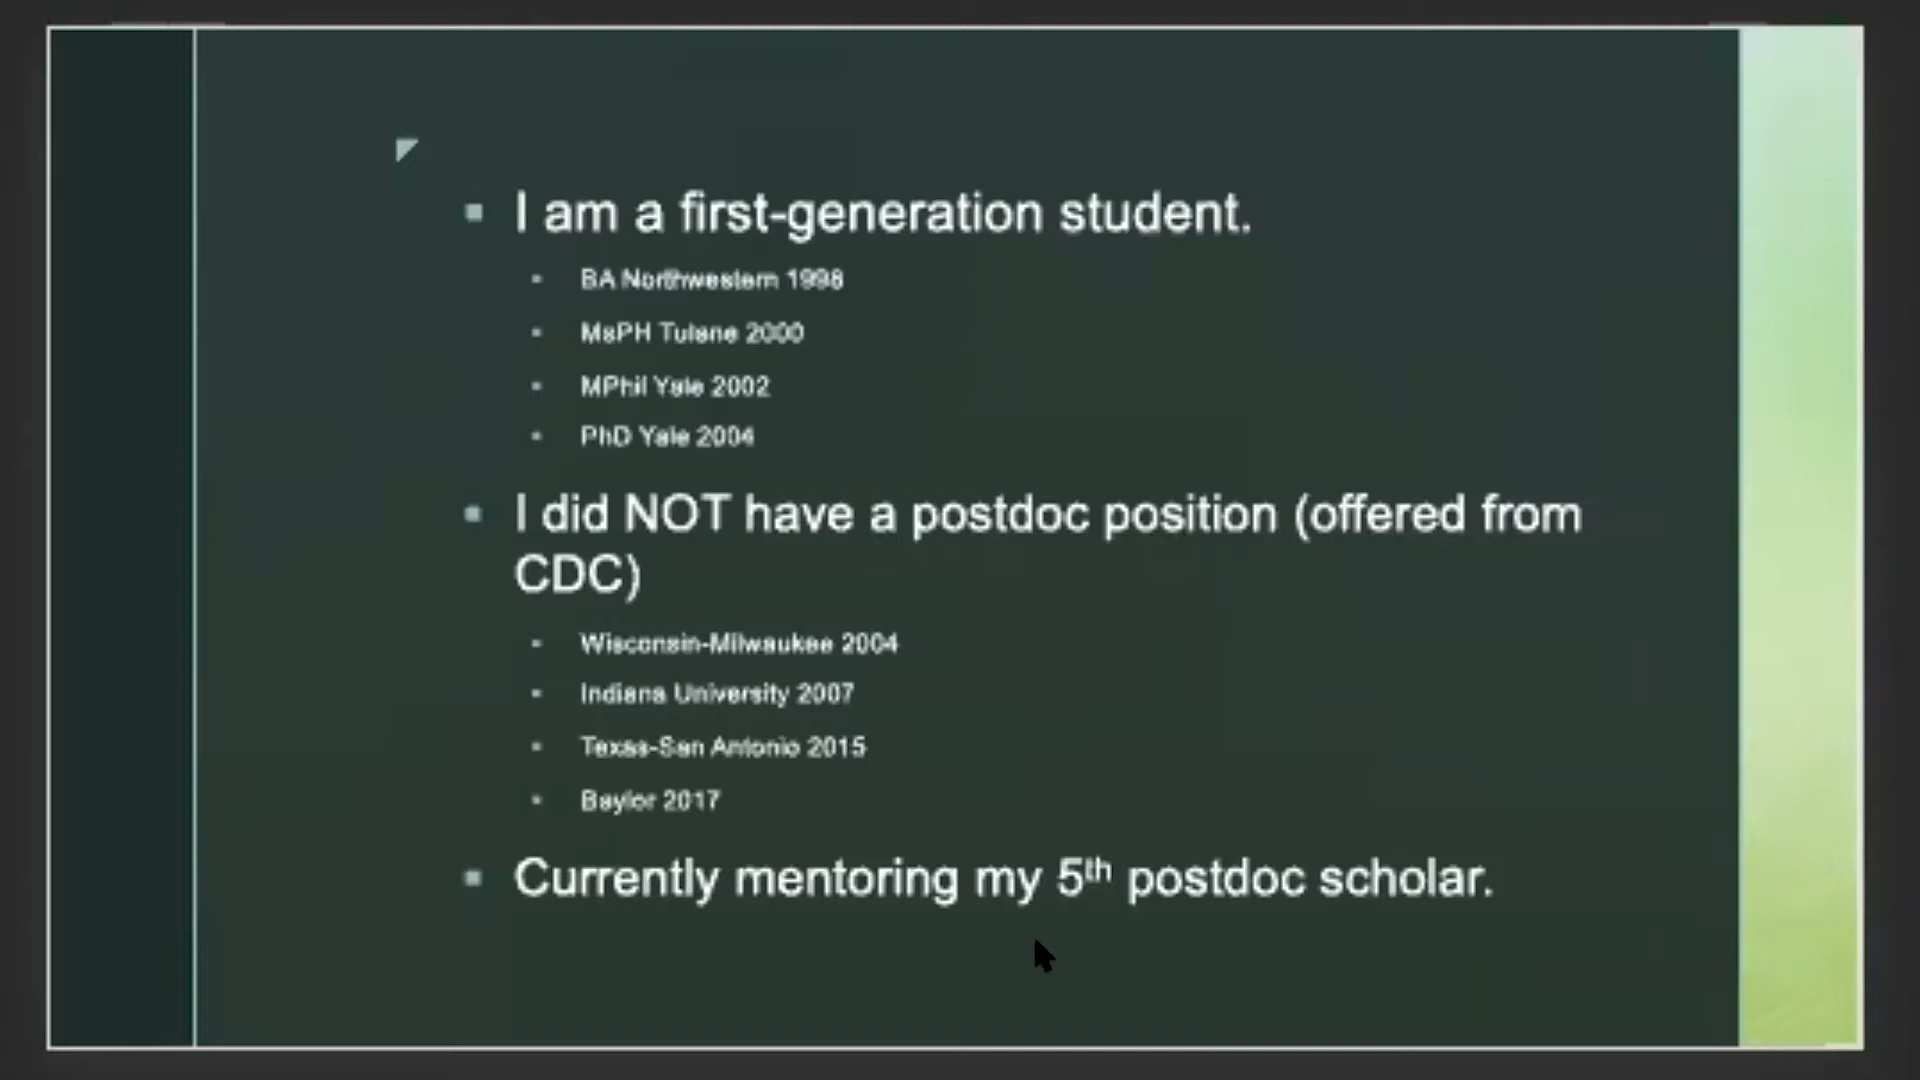 I am a first-generation student.
BA Northwestern 1998
MsPH Tulane 2000
MPhil Yale 2002
PhD Yale 2004
I did NOT have a postdoc position (offered from
CDC)
Wisconsin-Milwaukee 2004
Indiana University 2007
Texas-San Antonio 2015
Baylor 2017
Currently mentoring my 5th postdoc scholar.